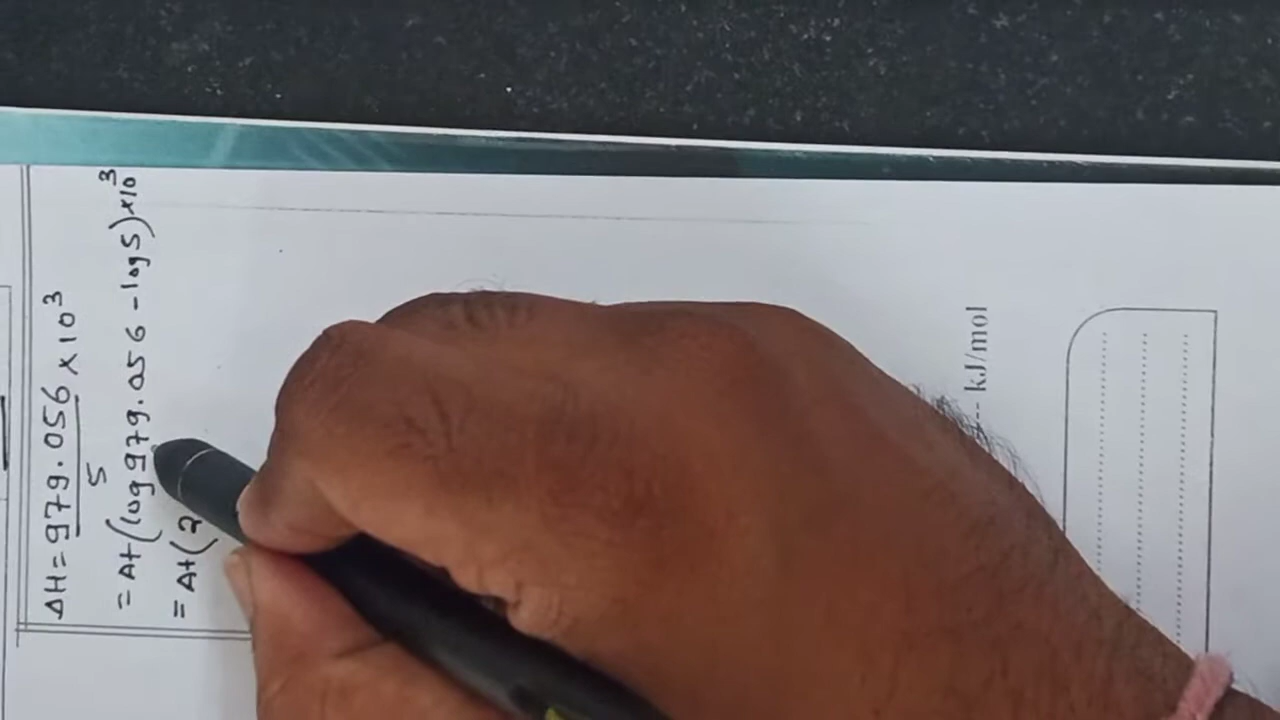 ΔH = 979.056 × 10³
5
= At (log 979.056 - log 5) × 10³
= At (2
kJ/mol